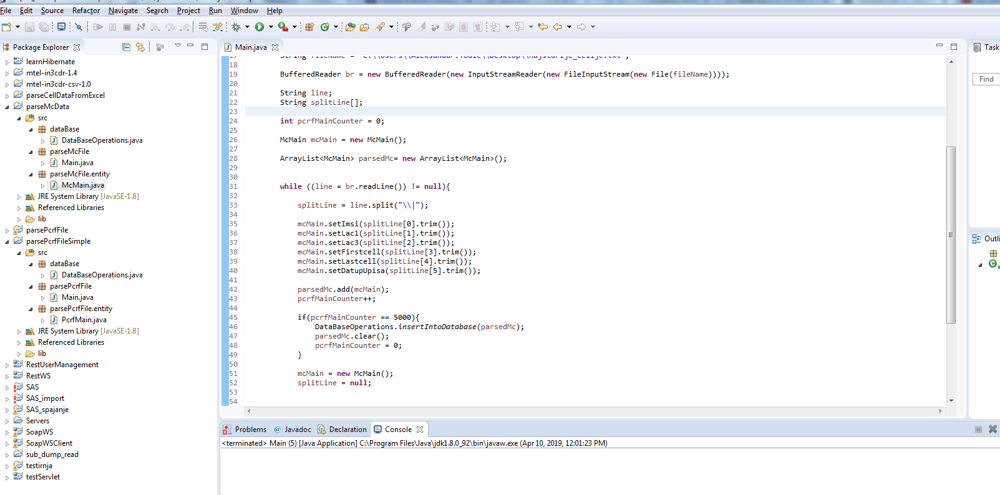 File Edit Source Refactor Navigate Search Project Run Window Help
Package Explorer
learnHibernate
mtel-in3cdr-1.4
mtel-in3cdr-csv-1.0
parseCellDataFromExcel
parseMcData
src
dataBase
DataBaseOperations.java
parseMcFile
Main.java
parseMcFile.entity
McMain.java
JRE System Library [JavaSE-1.8]
Referenced Libraries
lib
parsePcrfFile
parsePcrfFileSimple
src
dataBase
DataBaseOperations.java
parsePcrfFile
Main.java
parsePcrfFile.entity
PcrfMain.java
JRE System Library [JavaSE-1.8]
Referenced Libraries
lib
RestUserManagement
RestWS
SAS
SAS_import
SAS_spajanje
Servers
SoapWS
SoapWSClient
sub_dump_read
testirnja
testServlet
Main.java
17 String fileName = "C:\\Users\\Aleksandar.Todic\\Desktop\\najstarije_celije.txt";
18
19 BufferedReader br = new BufferedReader(new InputStreamReader(new FileInputStream(new File(fileName))));
20
21 String line;
22 String splitLine[];
23
24 int pcrfMainCounter = 0;
25
26 McMain mcMain = new McMain();
27
28 ArrayList<McMain> parsedMc= new ArrayList<McMain>();
29
30
31 while ((line = br.readLine()) != null){
32
33 splitLine = line.split("\\|");
34
35 mcMain.setImsi(splitLine[0].trim());
36 mcMain.setLac1(splitLine[1].trim());
37 mcMain.setLac3(splitLine[2].trim());
38 mcMain.setFirstcell(splitLine[3].trim());
39 mcMain.setLastcell(splitLine[4].trim());
40 mcMain.setDatupUpisa(splitLine[5].trim());
41
42 parsedMc.add(mcMain);
43 pcrfMainCounter++;
44
45 if(pcrfMainCounter == 5000){
46 DataBaseOperations.insertIntoDatabase(parsedMc);
47 parsedMc.clear();
48 pcrfMainCounter = 0;
49 }
50
51 mcMain = new McMain();
52 splitLine = null;
53
54
Task
Find
Outli
Problems @ Javadoc Declaration Console
<terminated> Main (5) [Java Application] C:\Program Files\Java\jdk1.8.0_92\bin\javaw.exe (Apr 10, 2019, 12:01:23 PM)